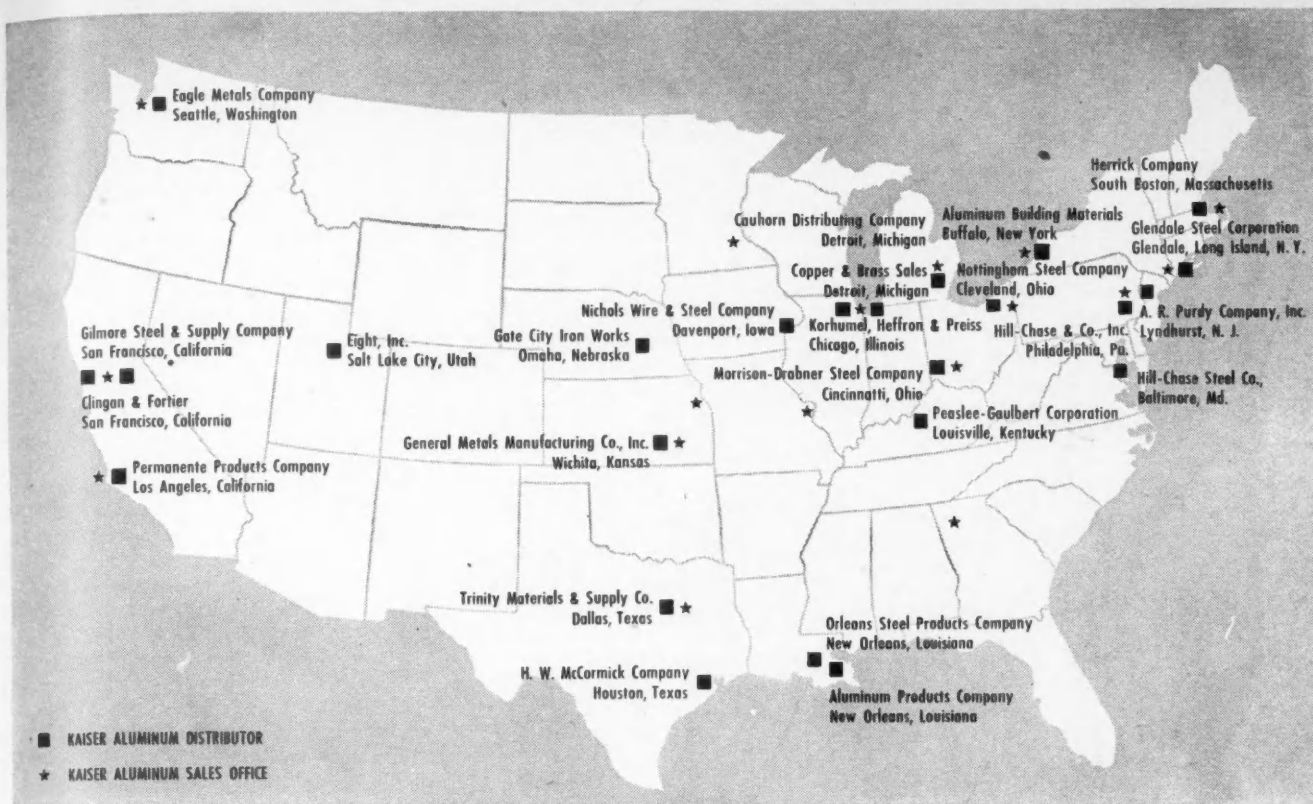 Eagle Metals Company
Seattle, Washington
Herrick Company
South Boston, Massachusetts
Cauhorn Distributing Company
Detroit, Michigan
Aluminum Building Materials
Buffalo, New York
Glendale Steel Corporation
Glendale, Long Island, N. Y.
Copper & Brass Sales
Detroit, Michigan
Nottingham Steel Company
Cleveland, Ohio
Nichols Wire & Steel Company
Davenport, Iowa
A. R. Purdy Company, Inc.
Lyndhurst, N. J.
Gilmore Steel & Supply Company
San Francisco, California
Eight, Inc.
Salt Lake City, Utah
Gate City Iron Works
Omaha, Nebraska
Korhumel, Heffron & Preiss
Chicago, Illinois
Hill-Chase & Co., Inc.
Philadelphia, Pa.
Morrison-Drabner Steel Company
Cincinnatti, Ohio
Hill-Chase Steel Co.,
Baltimore, Md.
Clingan & Fortier
San Francisco, California
Peaslee-Gaulbert Corporation
Louisville, Kentucky
General Metals Manufacturing Co., Inc.
Wichita, Kansas
Permanente Products Company
Los Angeles, California
Trinity Materials & Supply Co.
Dallas, Texas
Orleans Steel Products Company
New Orleans, Louisiana
H. W. McCormick Company
Houston, Texas
Aluminum Products Company
New Orleans, Louisiana
KAISER ALUMINUM DISTRIBUTOR
KAISER ALUMINUM SALES OFFICE